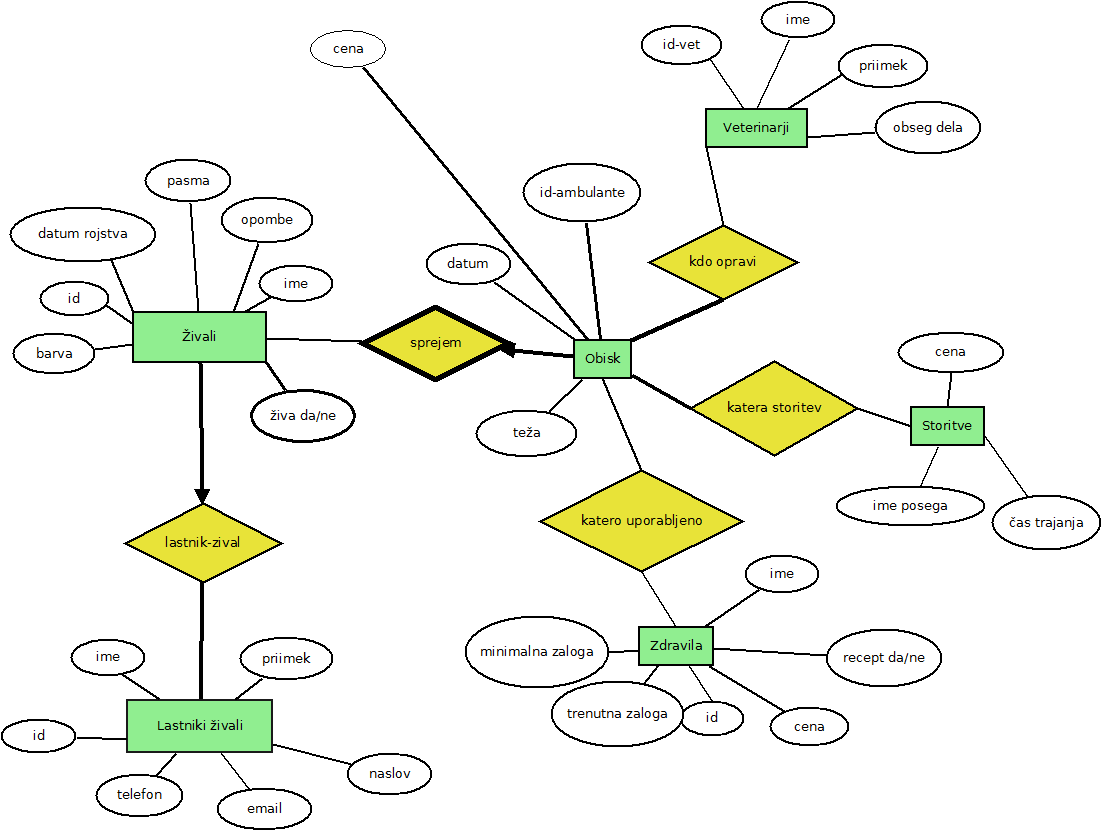 ime
id-vet
cena
priimek
Veterinarji
obseg dela
pasma
id-ambulante
opombe
datum rojstva
kdo opravi
datum
ime
id
Živali
sprejem
barva
Obisk
cena
živa da/ne
katera storitev
teža
Storitve
ime posega
čas trajanja
katero uporabljeno
lastnik-zival
ime
Zdravila
minimalna zaloga
recept da/ne
ime
priimek
trenutna zaloga
id
cena
Lastniki živali
id
naslov
telefon
email